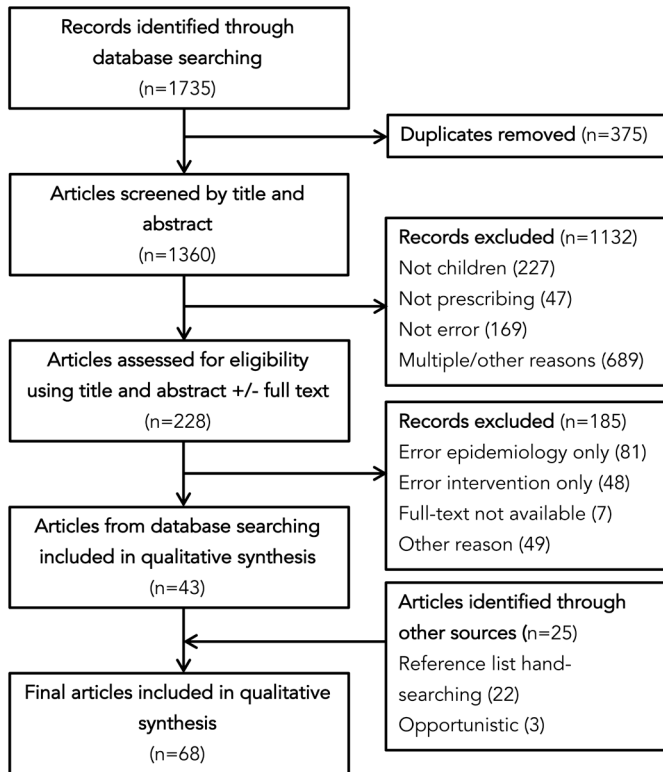 Records identified through
database searching
(n=1735)
Duplicates removed (n=375)
Articles screened by title and
abstract
(n=1360)
Records excluded (n=1132)
Not children (227)
Not prescribing (47)
Not error (169)
Multiple/other reasons (689)
Articles assessed for eligibility
using title and abstract +/- full text
(n=228)
Records excluded (n=185)
Error epidemiology only (81)
Error intervention only (48)
Full-text not available (7)
Other reason (49)
Articles from database searching
included in qualitative synthesis
(n=43)
Articles identified through
other sources (n=25)
Reference list hand-
searching (22)
Opportunistic (3)
Final articles included in qualitative
synthesis
(n=68)